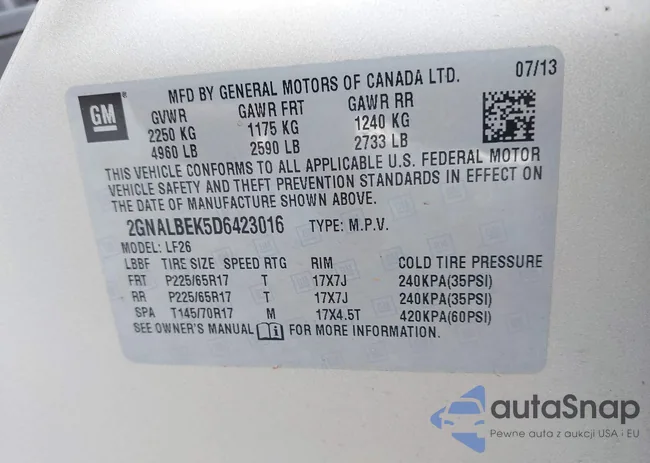 GM
MFD BY GENERAL MOTORS OF CANADA LTD. 07/13
GVWR GAWR FRT GAWR RR
2250 KG 1175 KG 1240 KG
4960 LB 2590 LB 2733 LB
THIS VEHICLE CONFORMS TO ALL APPLICABLE U.S. FEDERAL MOTOR
VEHICLE SAFETY AND THEFT PREVENTION STANDARDS IN EFFECT ON
THE DATE OF MANUFACTURE SHOWN ABOVE.
2GNALBEK5D6423016 TYPE: M.P.V.
MODEL: LF26
LBBF TIRE SIZE SPEED RTG RIM COLD TIRE PRESSURE
FRT P225/65R17 T 17X7J 240KPA(35PSI)
RR P225/65R17 T 17X7J 240KPA(35PSI)
SPA T145/70R17 M 17X4.5T 420KPA(60PSI)
SEE OWNER'S MANUAL FOR MORE INFORMATION.
autaSnap
Pewne auta z aukcji USA · EU